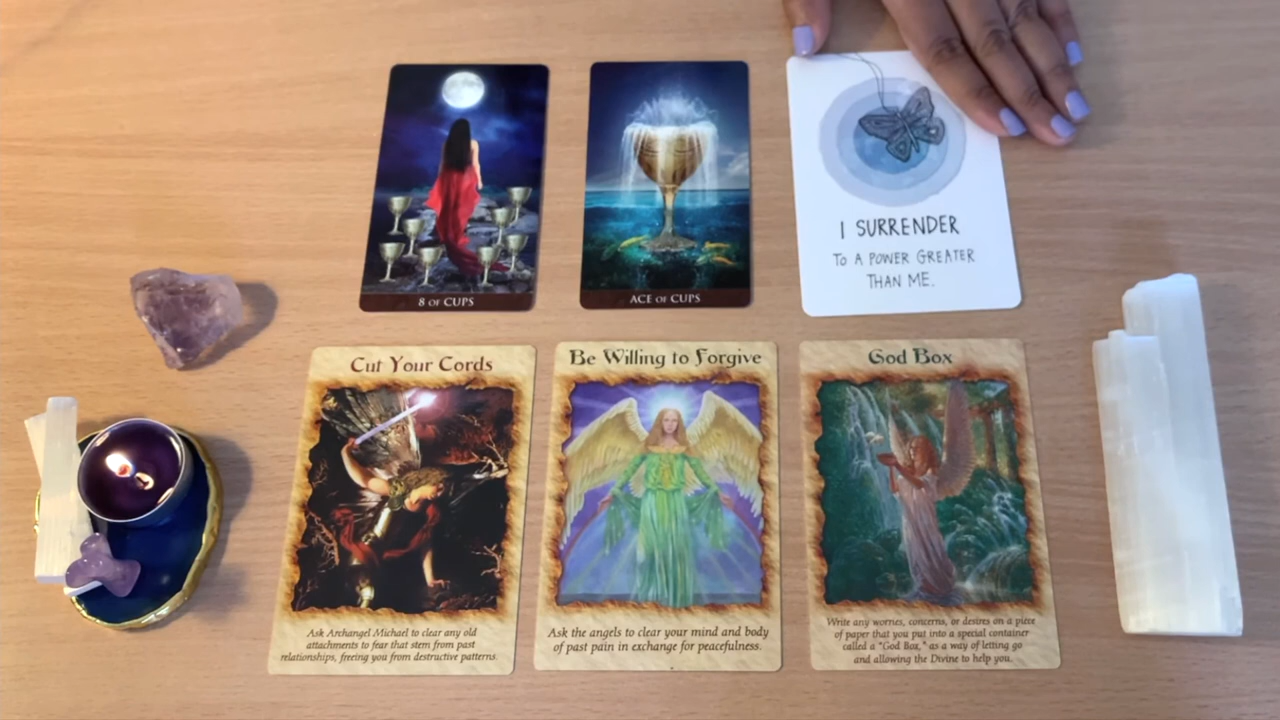 8 OF CUPS
ACE OF CUPS
I SURRENDER
TO A POWER GREATER
THAN ME.
Cut Your Cords
Ask Archangel Michael to clear any old
attachments to fear that stem from past
relationships, freeing you from destructive patterns.
Be Willing to Forgive
Ask the angels to clear your mind and body
of past pain in exchange for peacefulness.
God Box
Write any worries, concerns, or desires on a piece
of paper that you put into a special container
called a "God Box," as a way of letting go
and allowing the Divine to help you.